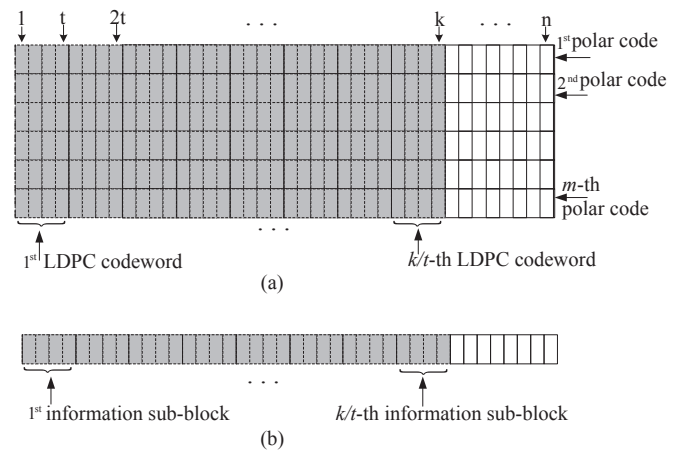 1 t 2t . . . k . . . n
1st polar code
2nd polar code
m-th
polar code
. . .
1st LDPC codeword
k/t-th LDPC codeword
(a)
. . .
1st information sub-block
k/t-th information sub-block
(b)